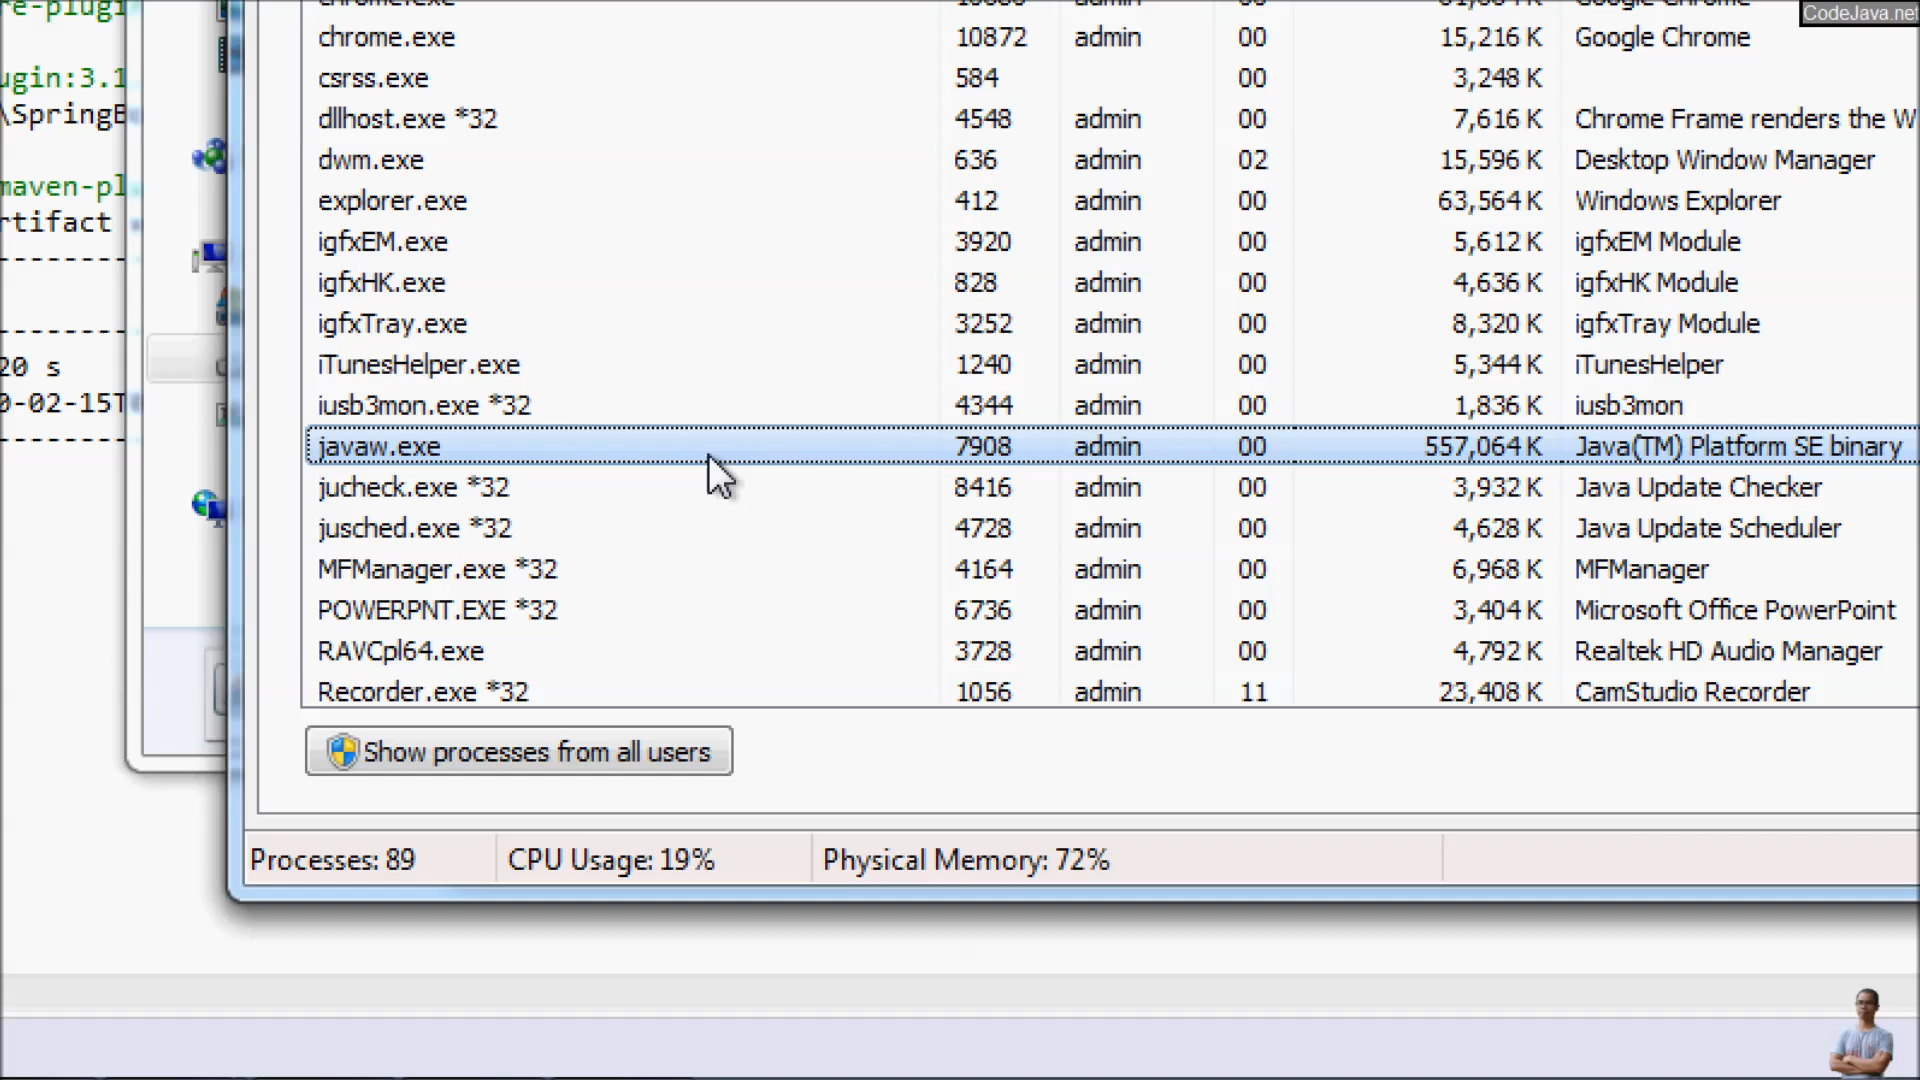 CodeJava.net
chrome.exe 10872 admin 00 15,216 K Google Chrome
csrss.exe 584 00 3,248 K
dllhost.exe *32 4548 admin 00 7,616 K Chrome Frame renders the W
dwm.exe 636 admin 02 15,596 K Desktop Window Manager
explorer.exe 412 admin 00 63,564 K Windows Explorer
igfxEM.exe 3920 admin 00 5,612 K igfxEM Module
igfxHK.exe 828 admin 00 4,636 K igfxHK Module
igfxTray.exe 3252 admin 00 8,320 K igfxTray Module
iTunesHelper.exe 1240 admin 00 5,344 K iTunesHelper
iusb3mon.exe *32 4344 admin 00 1,836 K iusb3mon
javaw.exe 7908 admin 00 557,064 K Java(TM) Platform SE binary
jucheck.exe *32 8416 admin 00 3,932 K Java Update Checker
jusched.exe *32 4728 admin 00 4,628 K Java Update Scheduler
MFManager.exe *32 4164 admin 00 6,968 K MFManager
POWERPNT.EXE *32 6736 admin 00 3,404 K Microsoft Office PowerPoint
RAVCpl64.exe 3728 admin 00 4,792 K Realtek HD Audio Manager
Recorder.exe *32 1056 admin 11 23,408 K CamStudio Recorder
Show processes from all users
Processes: 89 CPU Usage: 19% Physical Memory: 72%
re-plugi
ugin:3.1
\SpringB
maven-pl
rtifact
20 s
0-02-15T